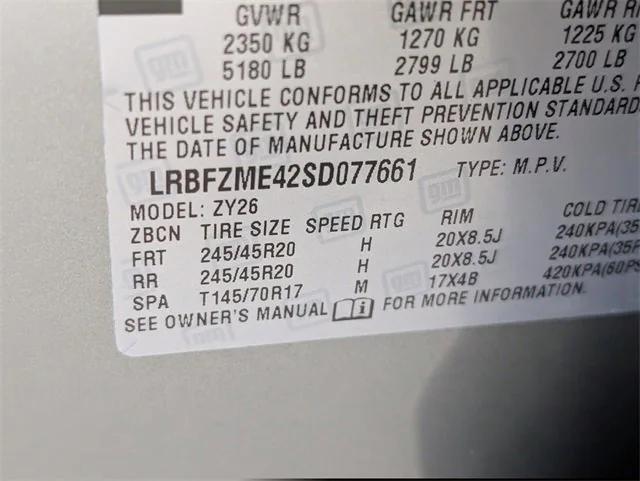 GVWR GAWR FRT GAWR
2350 KG 1270 KG 1225 KG
5180 LB 2799 LB 2700 LB
THIS VEHICLE CONFORMS TO ALL APPLICABLE U.S.
VEHICLE SAFETY AND THEFT PREVENTION STANDARD
THE DATE OF MANUFACTURE SHOWN ABOVE.
LRBFZME42SD077661 TYPE: M.P.V.
MODEL: ZY26
ZBCN TIRE SIZE SPEED RTG RIM COLD TIR
FRT 245/45R20 H 20X8.5J 240KPA(35
RR 245/45R20 H 20X8.5J 240KPA(35P
SPA T145/70R17 M 17X4B 420KPA(60PS
SEE OWNER'S MANUAL i FOR MORE INFORMATION.